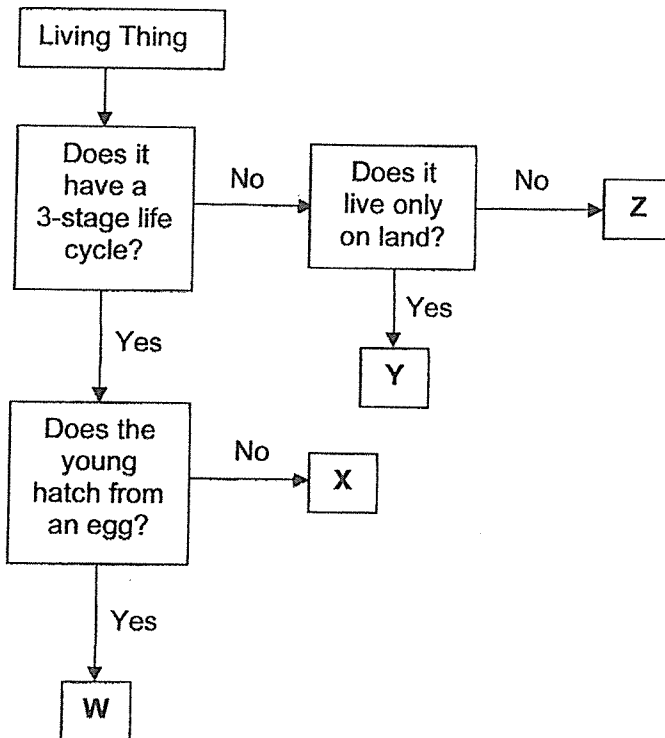 Living Thing
Does it
have a
3-stage life
cycle?
No
Does it
live only
on land?
No
Z
Yes
Yes
Y
Does the
young
hatch from
an egg?
No
X
Yes
W